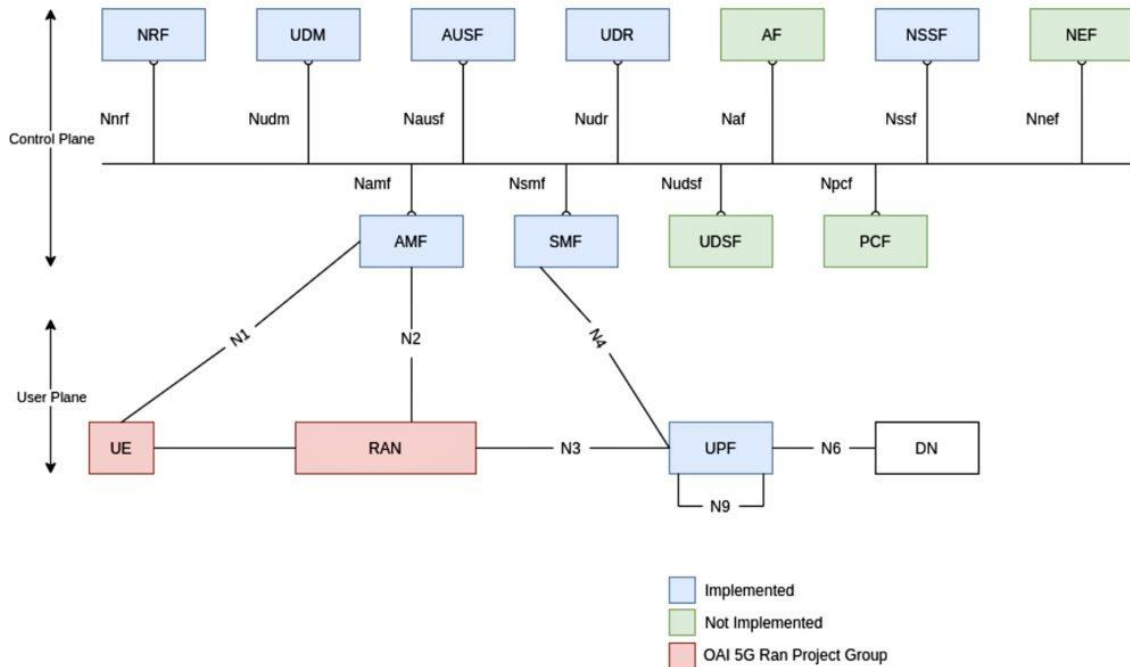 NRF
UDM
AUSF
UDR
AF
NSSF
NEF
Nnrf
Nudm
Nausf
Nudr
Naf
Nssf
Nnef
Control Plane
Namf
Nsmf
Nudsf
Npcf
AMF
SMF
UDSF
PCF
N1
N2
N4
User Plane
UE
RAN
N3
UPF
N6
DN
N9
Implemented
Not Implemented
OAI 5G Ran Project Group